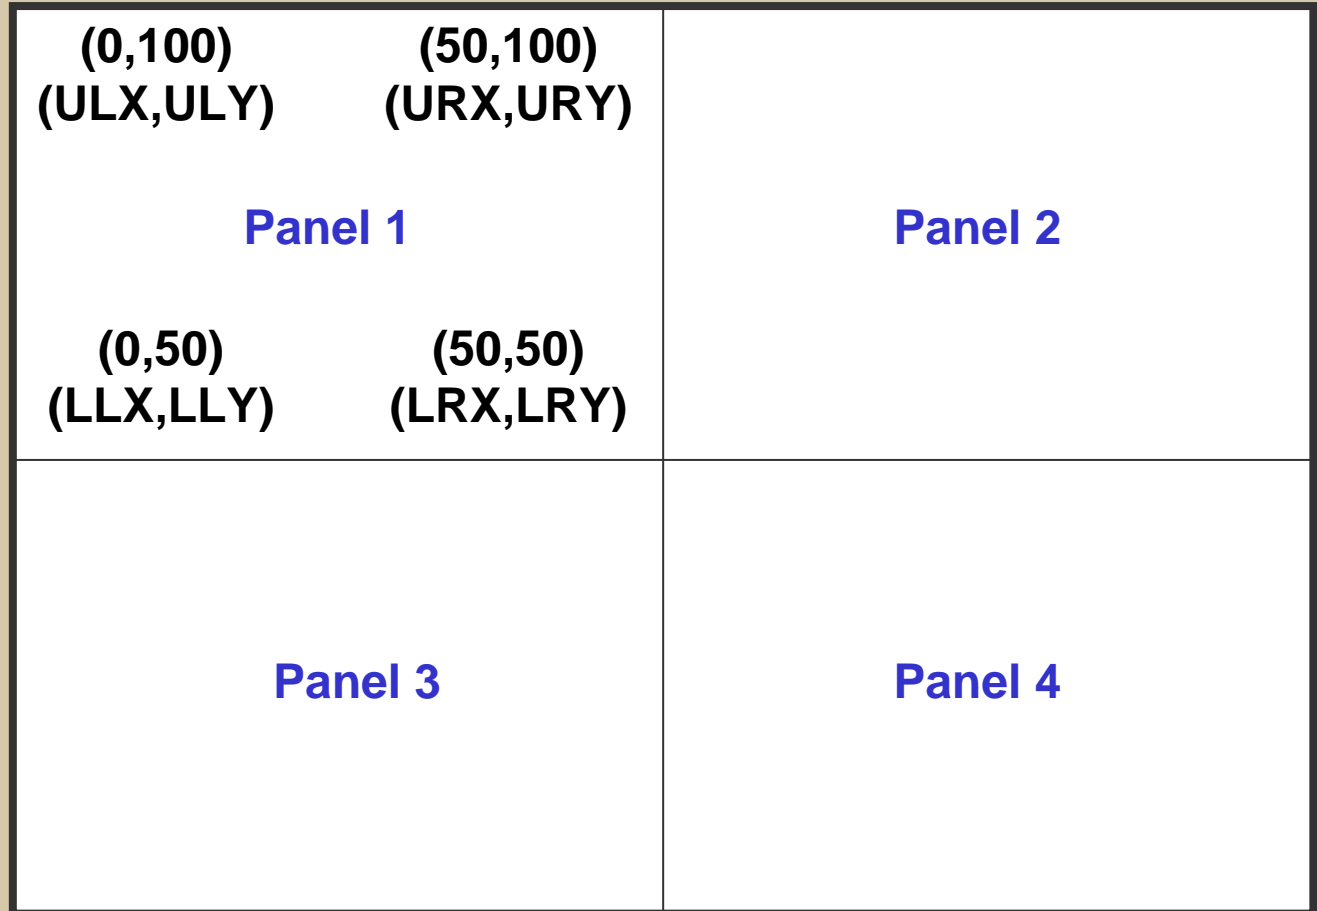 (0,100) (50,100)
(ULX,ULY) (URX,URY)
Panel 1
Panel 2
(0,50) (50,50)
(LLX,LLY) (LRX,LRY)
Panel 3
Panel 4